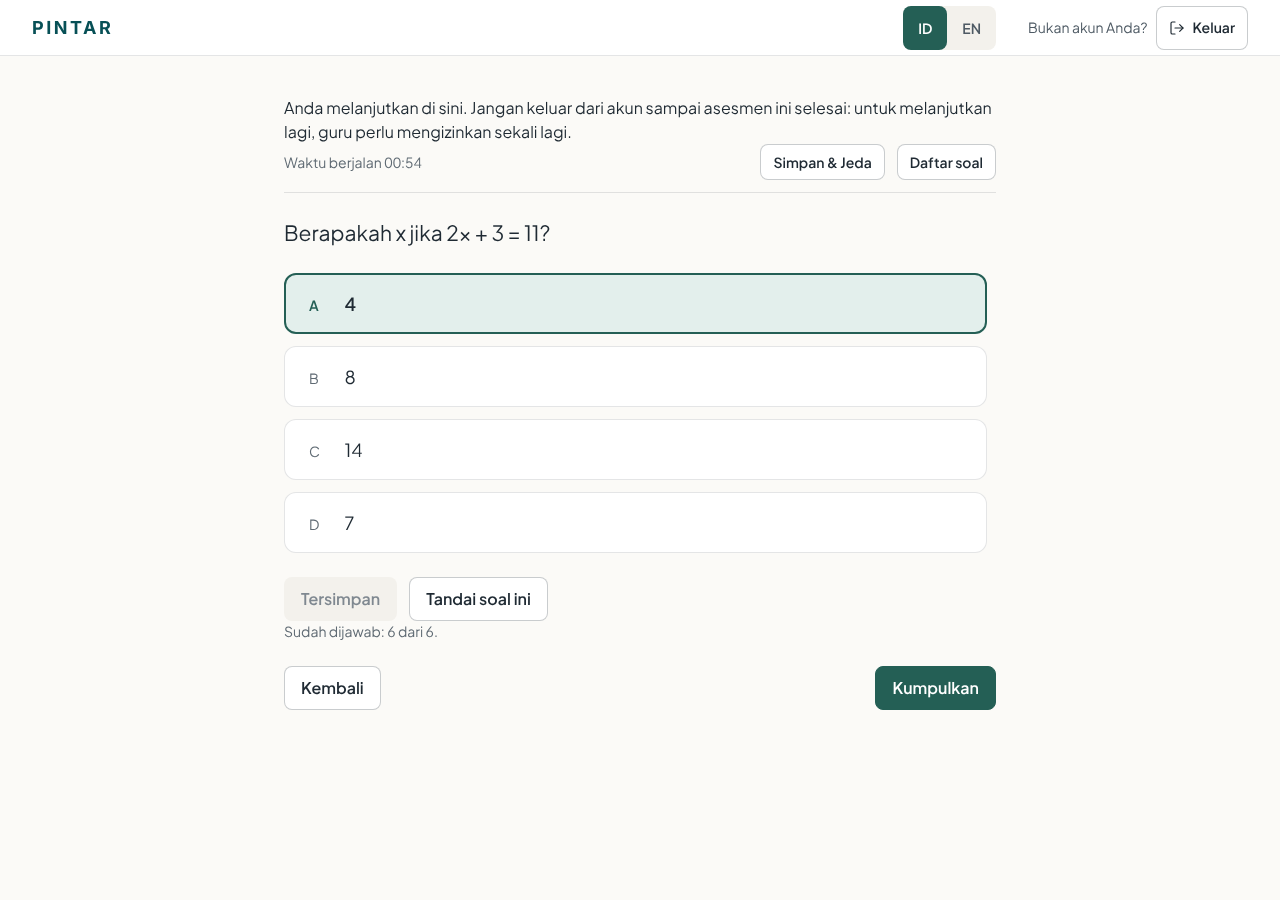 PINTAR
ID EN Bukan akun Anda? Keluar
Anda melanjutkan di sini. Jangan keluar dari akun sampai asesmen ini selesai: untuk melanjutkan
lagi, guru perlu mengizinkan sekali lagi.
Waktu berjalan 00:54 Simpan & Jeda Daftar soal
Berapakah x jika 2× + 3 = 11?
A 4
B 8
C 14
D 7
Tersimpan Tandai soal ini
Sudah dijawab: 6 dari 6.
Kembali Kumpulkan